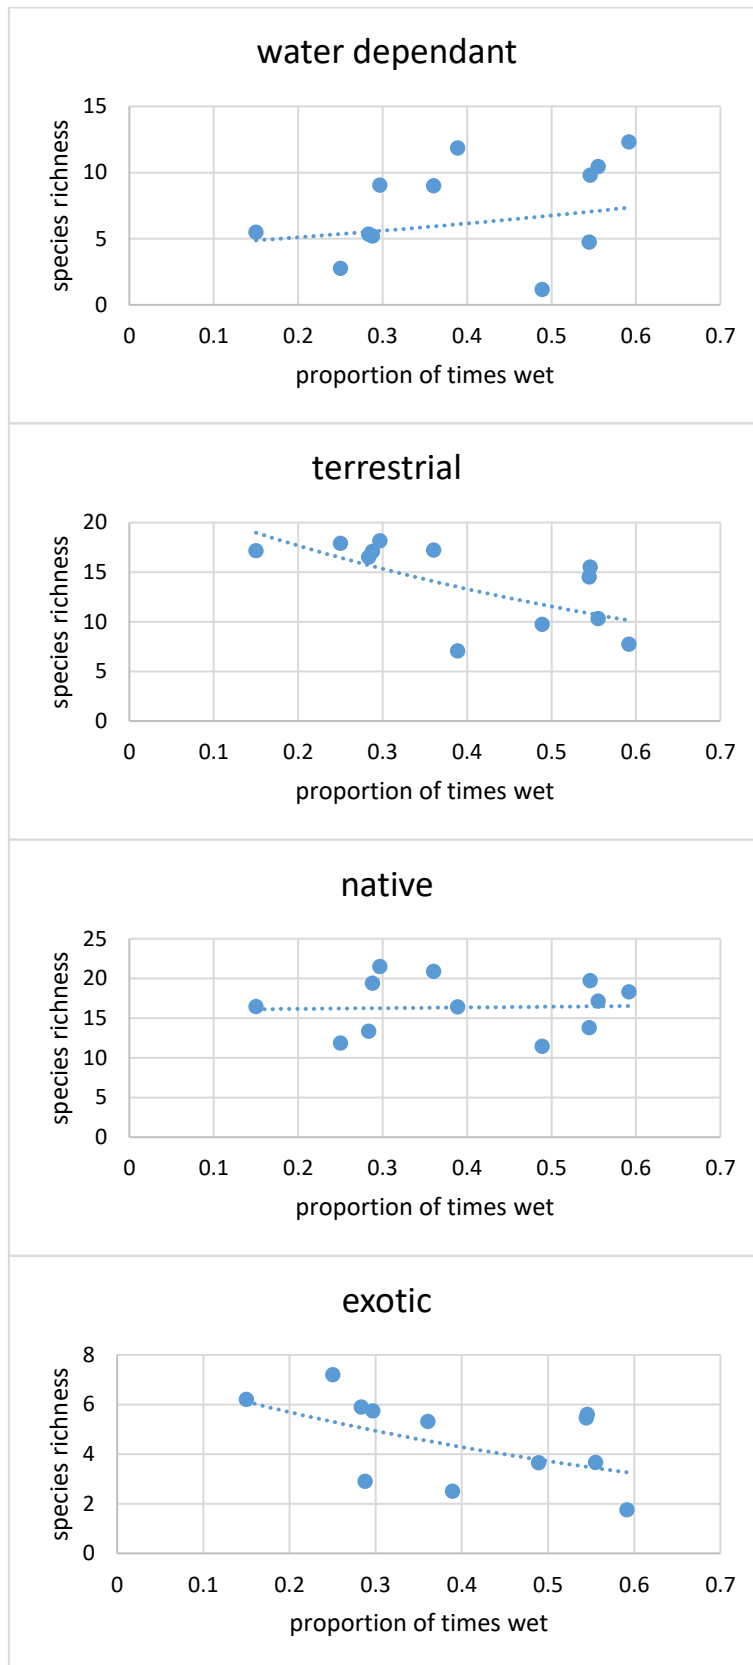 water dependant
15
10
5
0
species richness
0 0.1 0.2 0.3 0.4 0.5 0.6 0.7
proportion of times wet
terrestrial
20
15
10
5
0
species richness
0 0.1 0.2 0.3 0.4 0.5 0.6 0.7
proportion of times wet
native
25
20
15
10
5
0
species richness
0 0.1 0.2 0.3 0.4 0.5 0.6 0.7
proportion of times wet
exotic
8
6
4
2
0
species richness
0 0.1 0.2 0.3 0.4 0.5 0.6 0.7
proportion of times wet